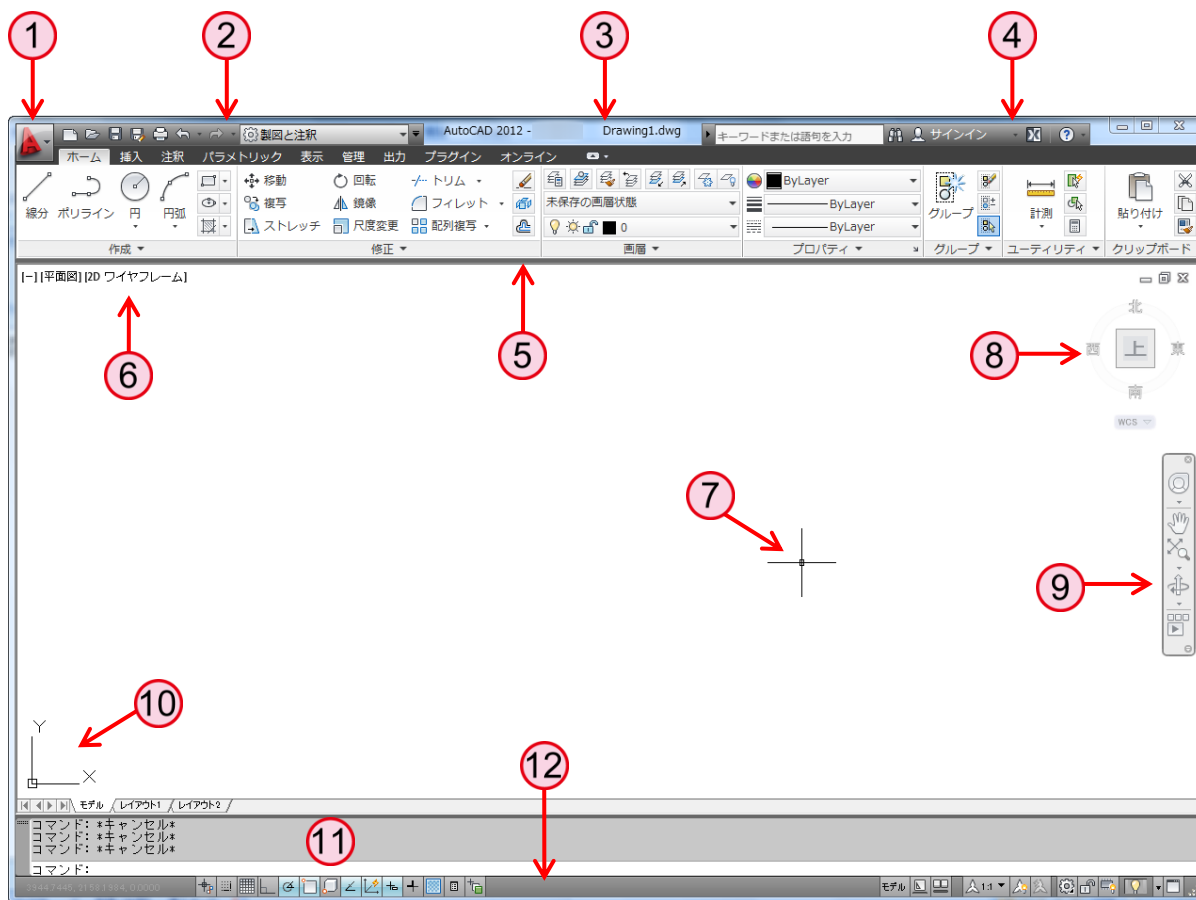 1
2
3
4
製図と注釈
AutoCAD 2012 - Drawing1.dwg
キーワードまたは語句を入力
サインイン
ホーム 挿入 注釈 パラメトリック 表示 管理 出力 プラグイン オンライン
移動 回転 トリム
ByLayer
線分 ポリライン 円 円弧
複写 鏡像 フィレット
未保存の画層状態
ByLayer
グループ 計測 貼り付け
ストレッチ 尺度変更 配列複写
0
ByLayer
作成 修正 画層 プロパティ グループ ユーティリティ クリップボード
[-] [平面図] [2D ワイヤフレーム]
北
西 上 東
南
WCS
5
6
8
7
9
10
Y
X
12
モデル レイアウト1 レイアウト2
コマンド: *キャンセル*
コマンド: *キャンセル*
コマンド: *キャンセル*
11
コマンド:
モデル 1:1